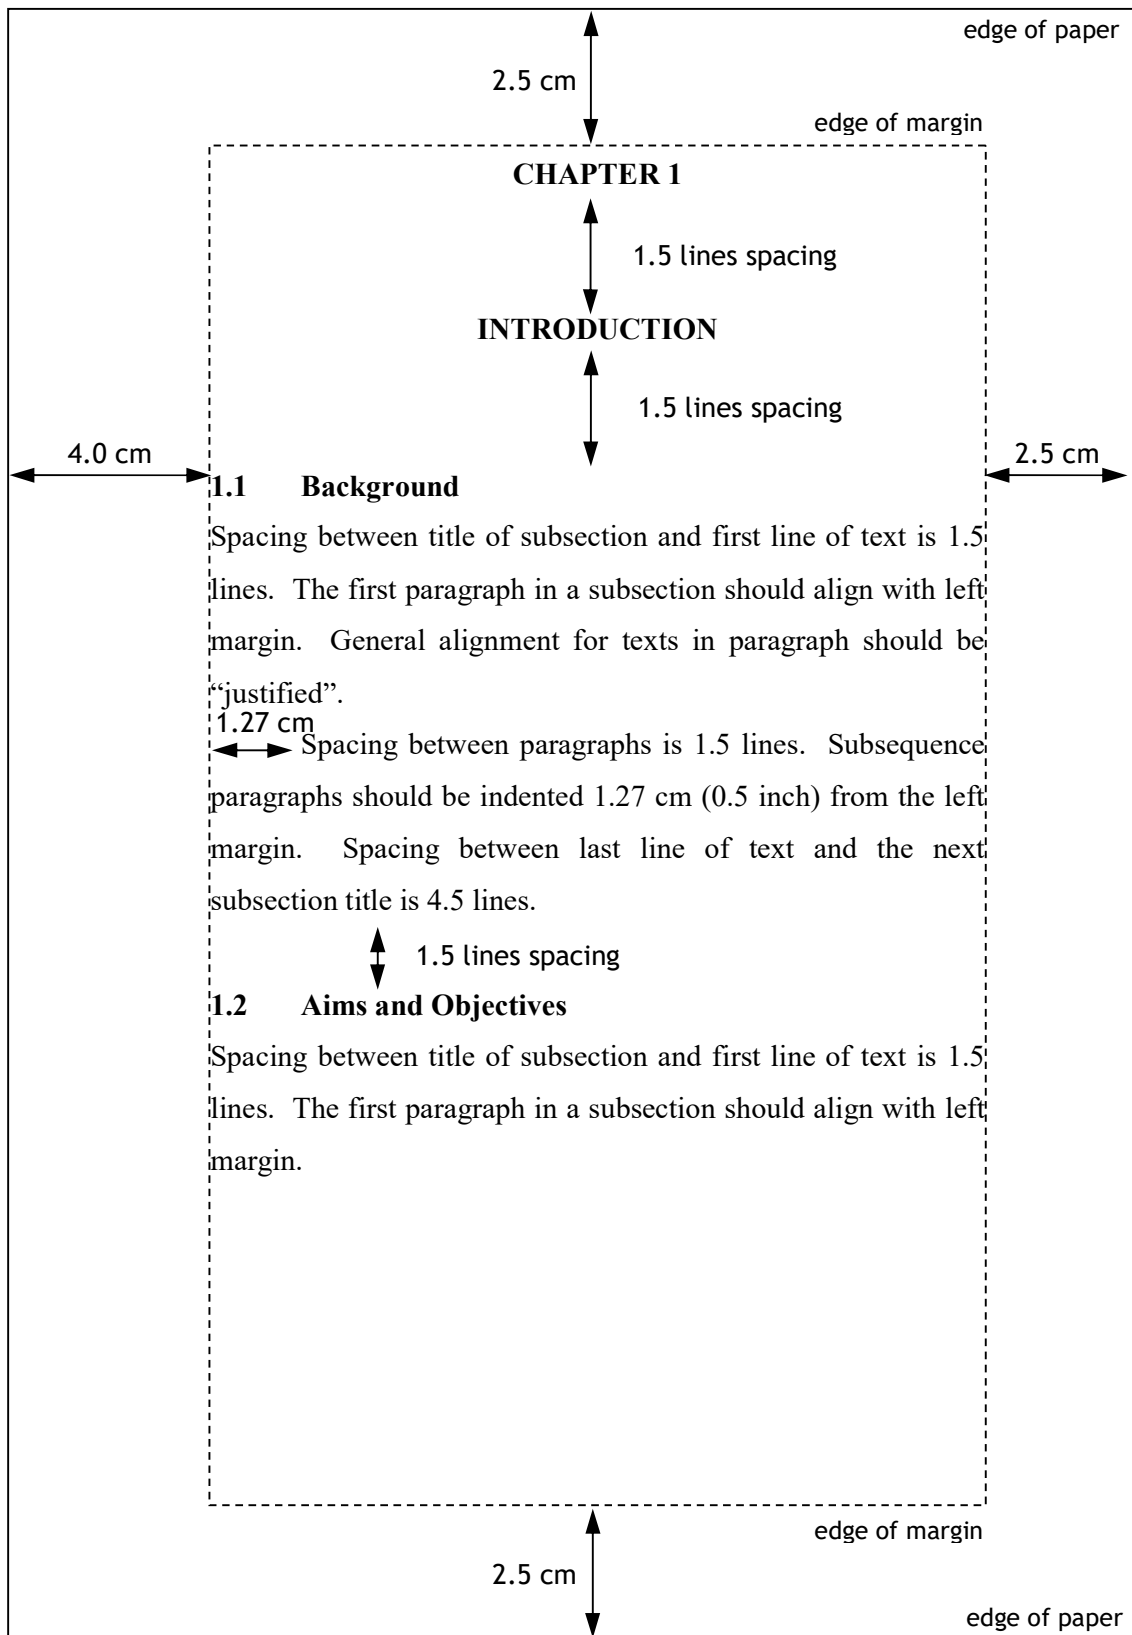 edge of paper
2.5 cm
edge of margin
CHAPTER 1
1.5 lines spacing
INTRODUCTION
1.5 lines spacing
4.0 cm
2.5 cm
1.1 Background
Spacing between title of subsection and first line of text is 1.5
lines. The first paragraph in a subsection should align with left
margin. General alignment for texts in paragraph should be
“justified”.
1.27 cm
Spacing between paragraphs is 1.5 lines. Subsequence
paragraphs should be indented 1.27 cm (0.5 inch) from the left
margin. Spacing between last line of text and the next
subsection title is 4.5 lines.
1.5 lines spacing
1.2 Aims and Objectives
Spacing between title of subsection and first line of text is 1.5
lines. The first paragraph in a subsection should align with left
margin.
edge of margin
2.5 cm
edge of paper